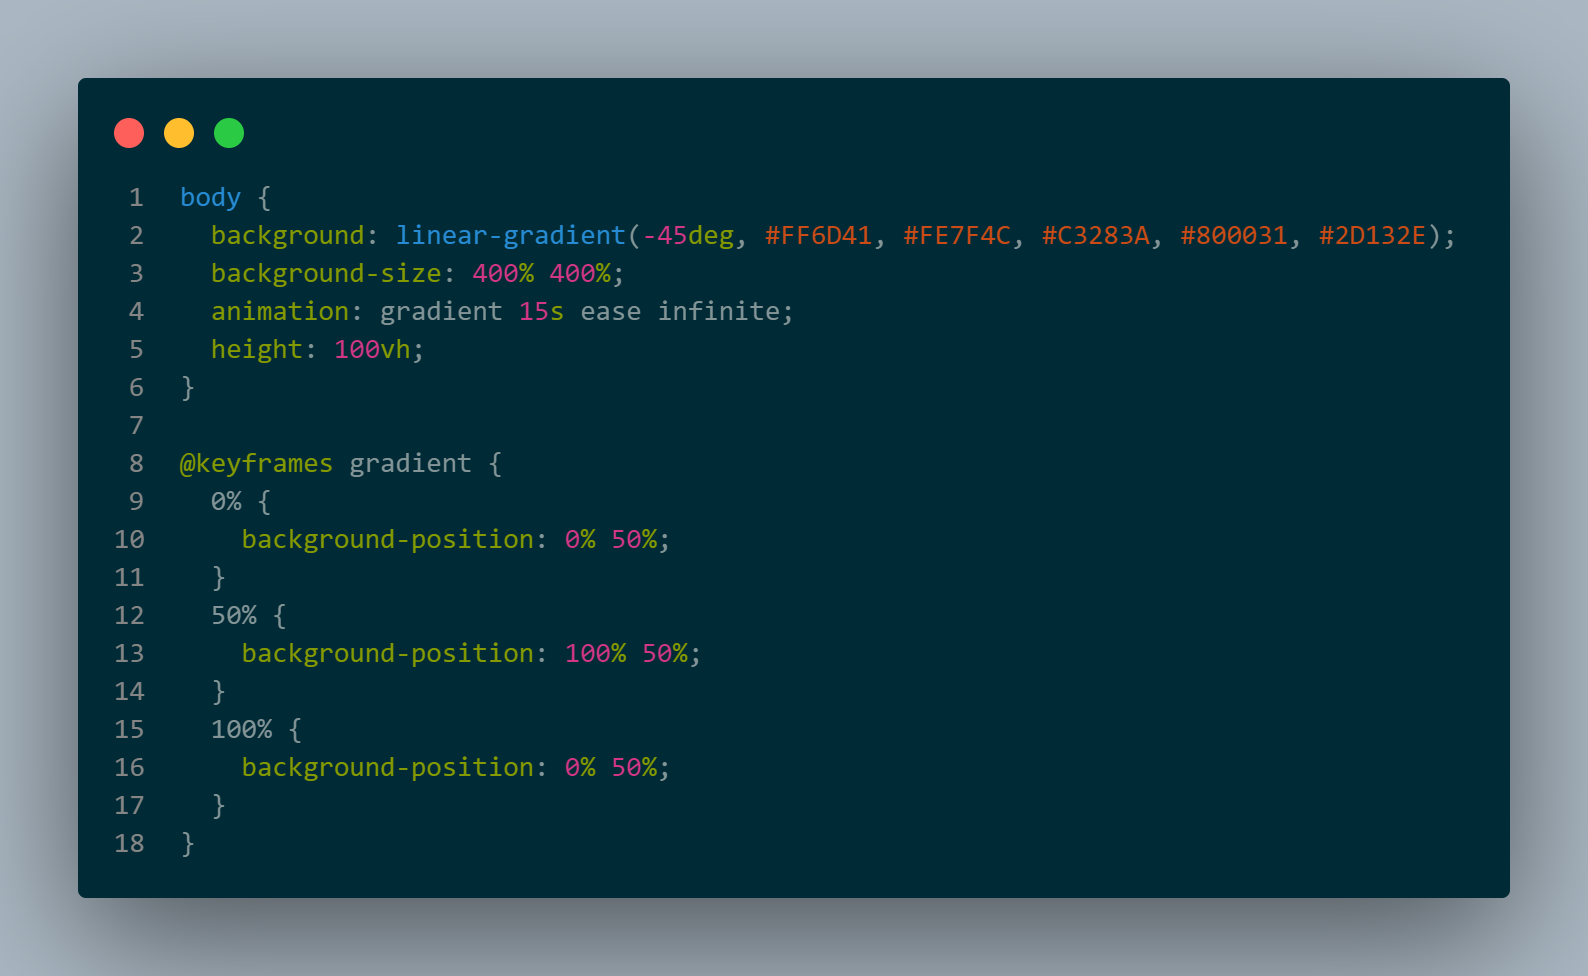 1 body {
2   background: linear-gradient(-45deg, #FF6D41, #FE7F4C, #C3283A, #800031, #2D132E);
3   background-size: 400% 400%;
4   animation: gradient 15s ease infinite;
5   height: 100vh;
6 }
7
8 @keyframes gradient {
9   0% {
10     background-position: 0% 50%;
11   }
12   50% {
13     background-position: 100% 50%;
14   }
15   100% {
16     background-position: 0% 50%;
17   }
18 }